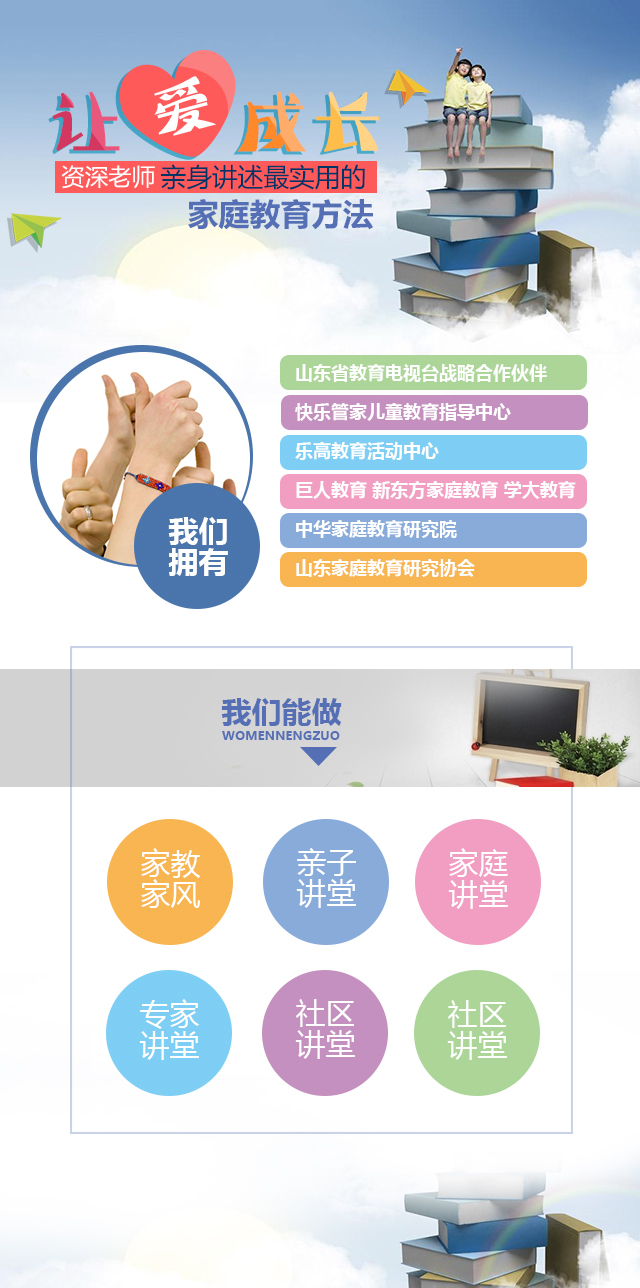 让爱成长
资深老师 亲身讲述最实用的
家庭教育方法
山东省教育电视台战略合作伙伴
快乐管家儿童教育指导中心
乐高教育活动中心
巨人教育 新东方家庭教育 学大教育
中华家庭教育研究院
山东家庭教育研究协会
我们
拥有
我们能做
WOMENNENGZUO
家教
家风
亲子
讲堂
家庭
讲堂
专家
讲堂
社区
讲堂
社区
讲堂